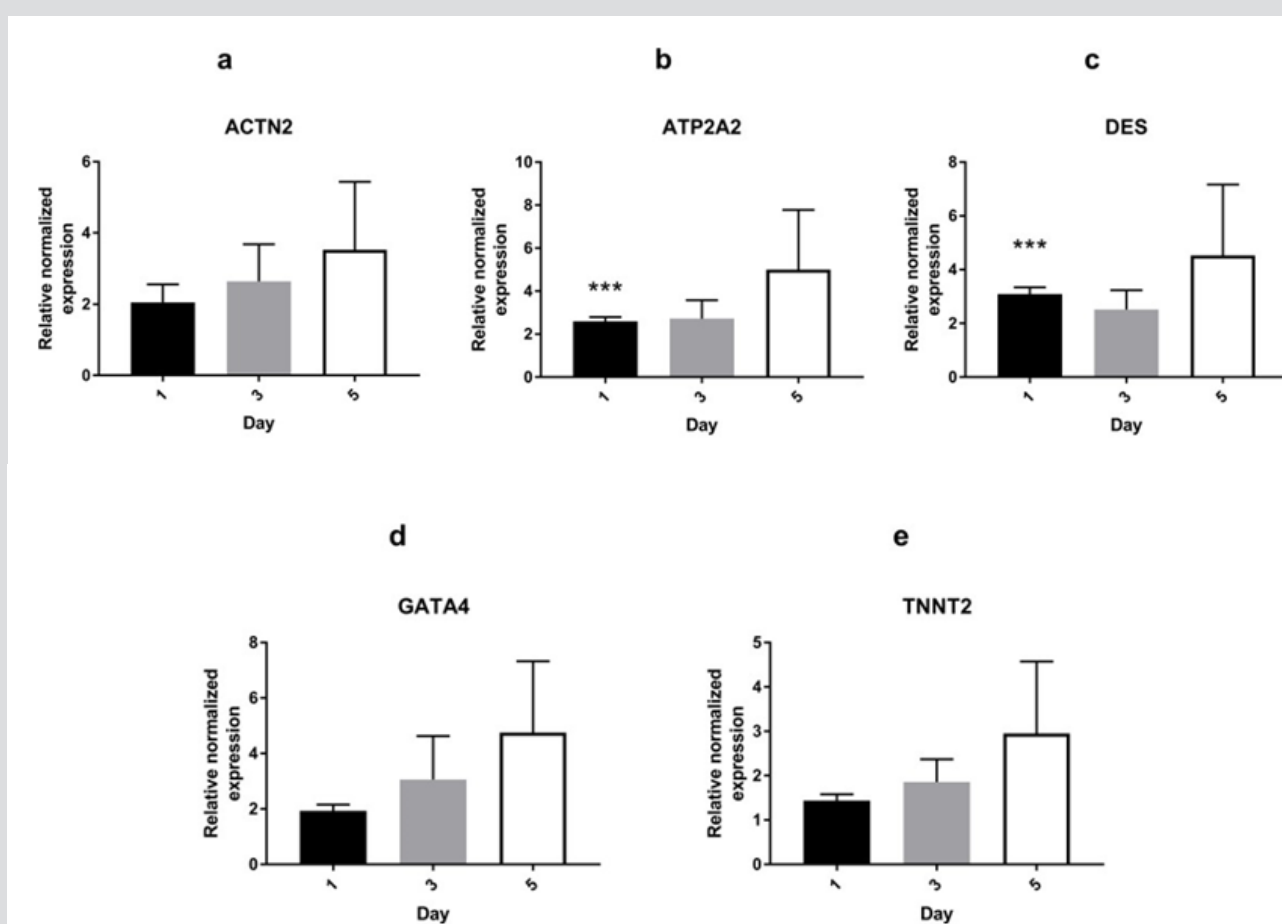 a
ACTN2
Relative normalized
expression
6
4
2
0
1
3
5
Day
b
ATP2A2
Relative normalized
expression
10
8
6
4
2
0
***
1
3
5
Day
c
DES
Relative normalized
expression
8
6
4
2
0
***
1
3
5
Day
d
GATA4
Relative normalized
expression
8
6
4
2
0
1
3
5
Day
e
TNNT2
Relative normalized
expression
5
4
3
2
1
0
1
3
5
Day